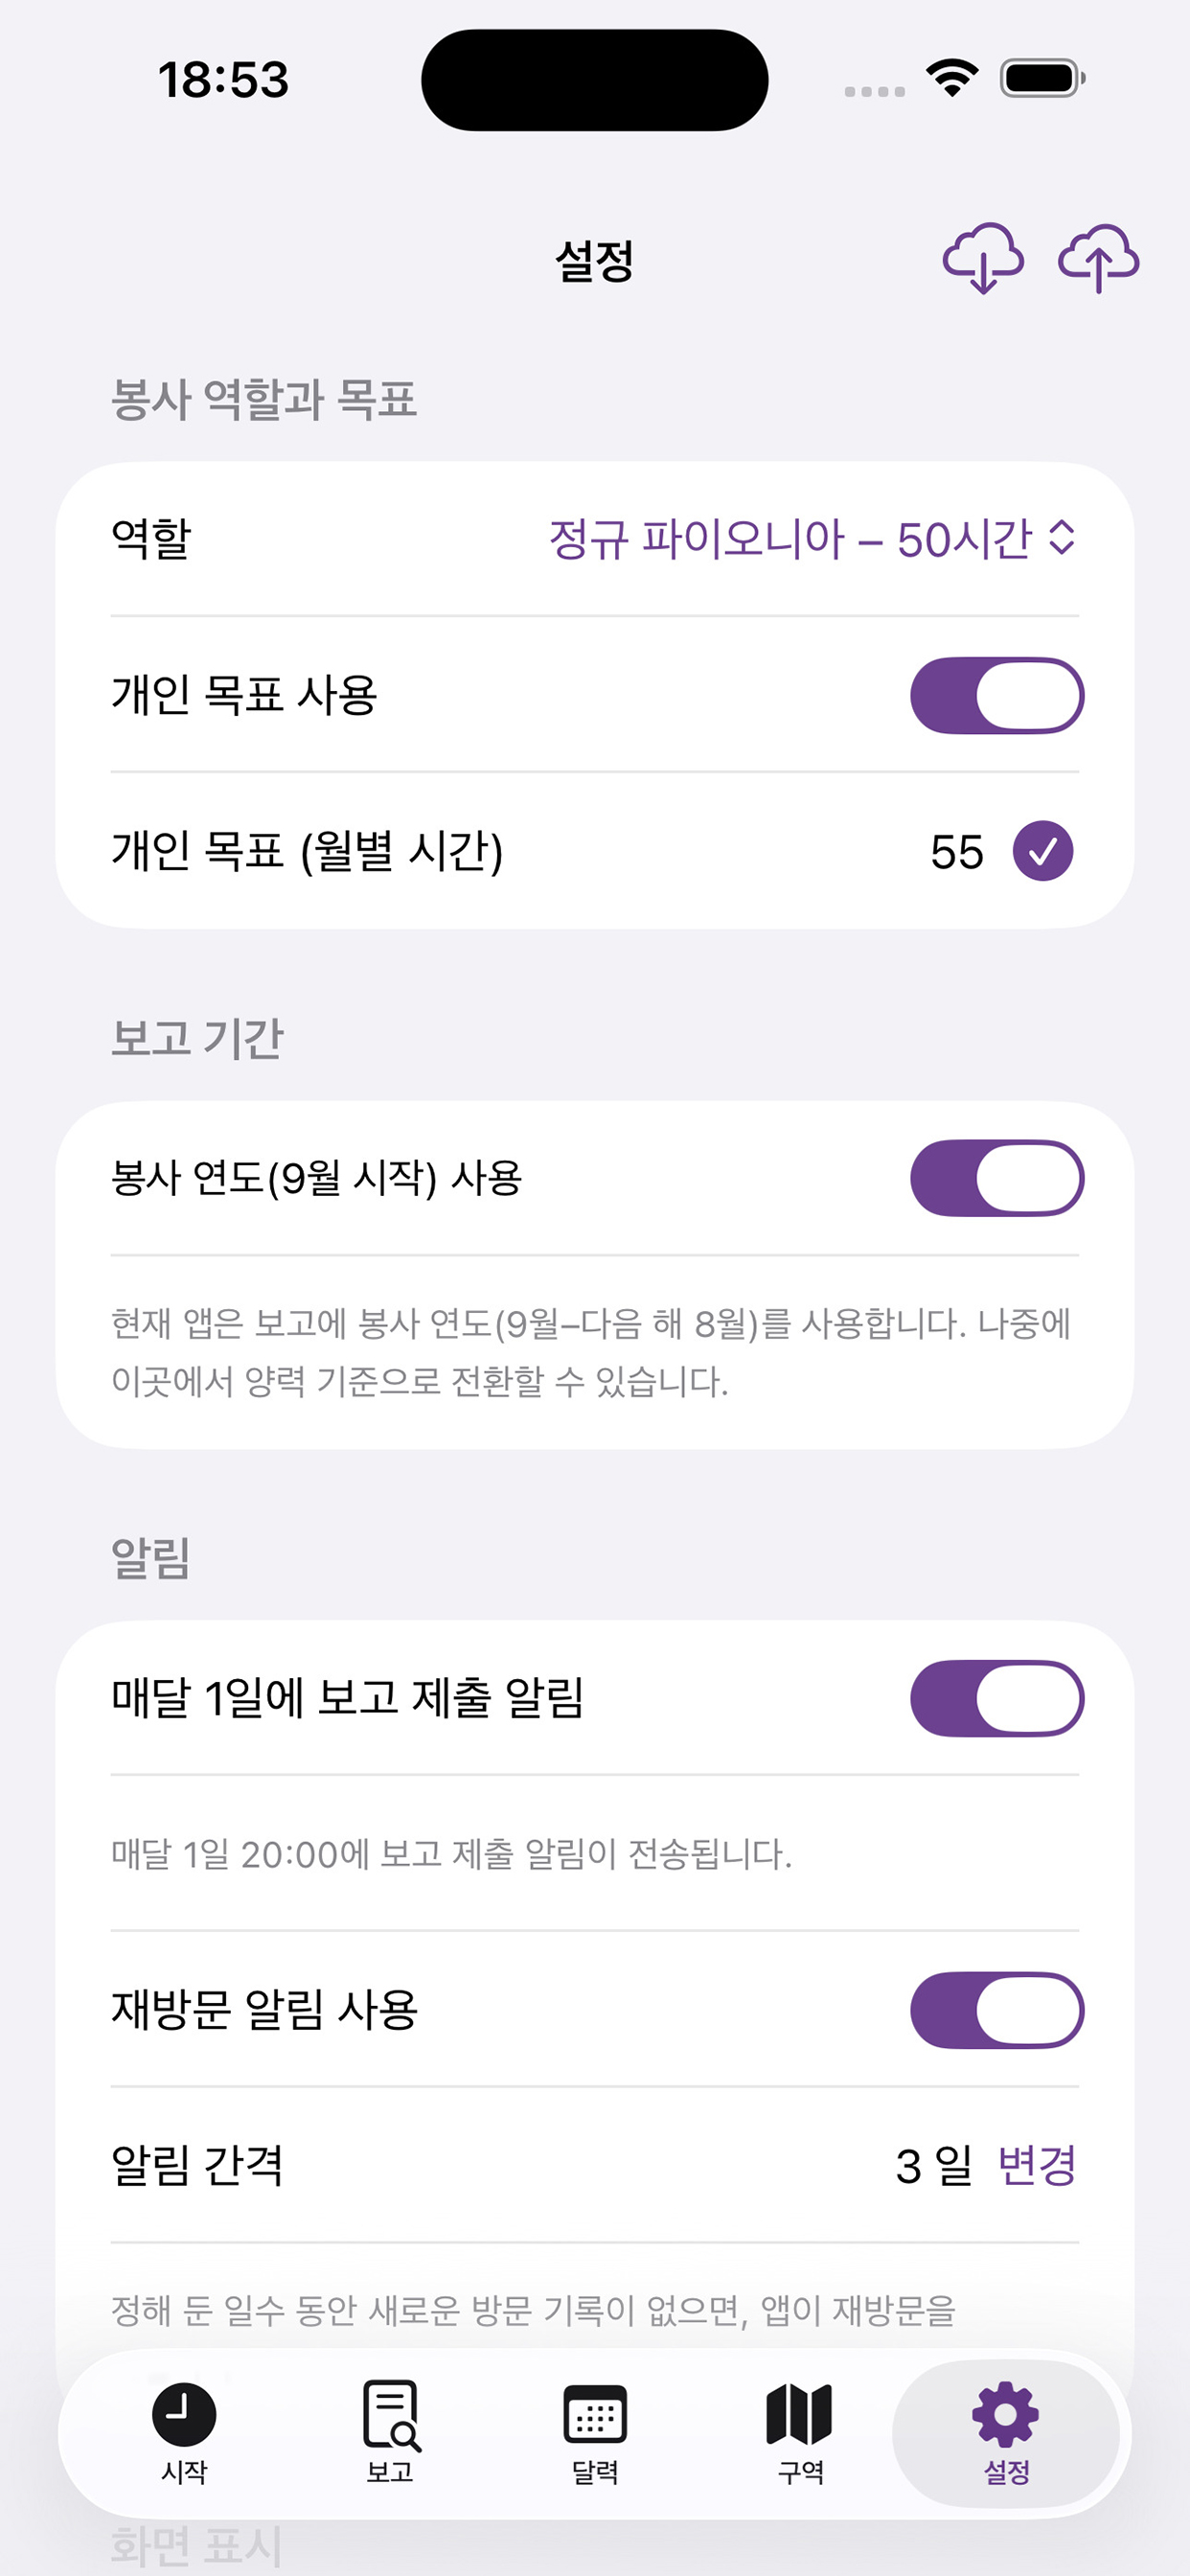 18:53
설정
봉사 역할과 목표
역할
정규 파이오니아 – 50시간
개인 목표 사용
개인 목표 (월별 시간)
55
보고 기간
봉사 연도(9월 시작) 사용
현재 앱은 보고에 봉사 연도(9월–다음 해 8월)를 사용합니다. 나중에
이곳에서 양력 기준으로 전환할 수 있습니다.
알림
매달 1일에 보고 제출 알림
매달 1일 20:00에 보고 제출 알림이 전송됩니다.
재방문 알림 사용
알림 간격
3 일 변경
정해 둔 일수 동안 새로운 방문 기록이 없으면, 앱이 재방문을
시작
보고
달력
구역
설정
화면 표시